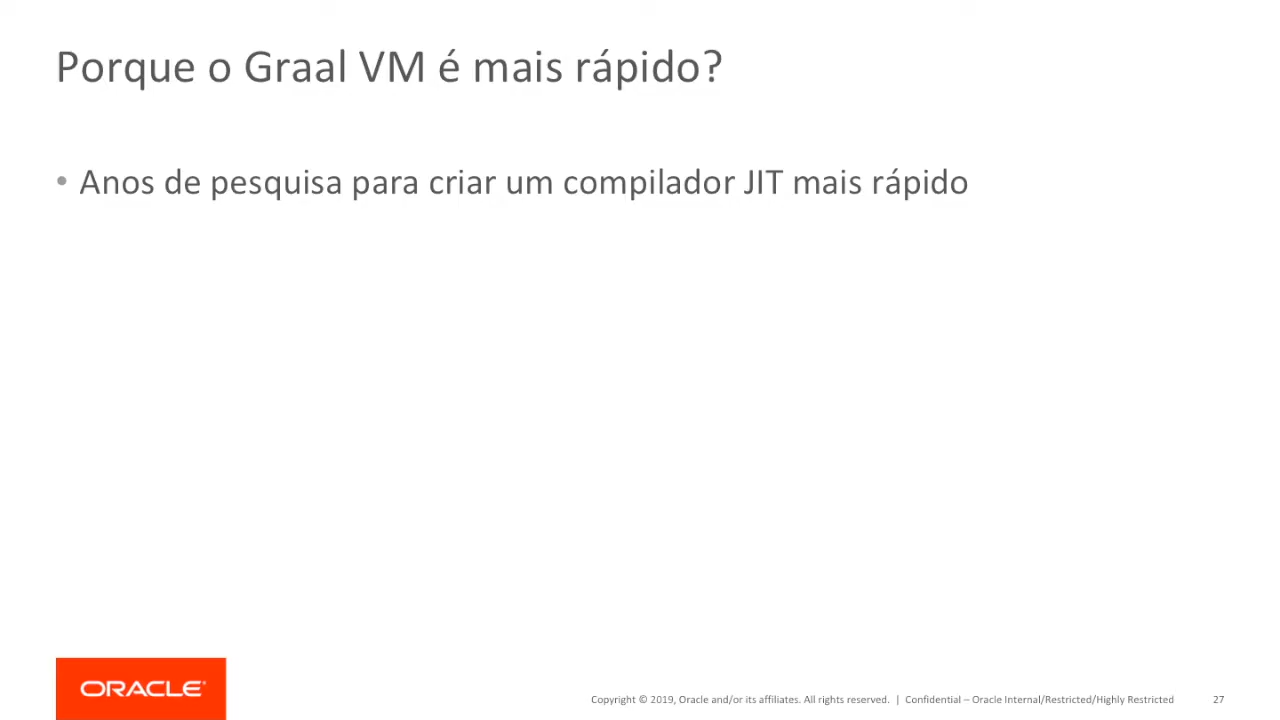 Porque o Graal VM é mais rápido?
• Anos de pesquisa para criar um compilador JIT mais rápido
ORACLE®
Copyright © 2019, Oracle and/or its affiliates. All rights reserved. | Confidential – Oracle Internal/Restricted/Highly Restricted 27